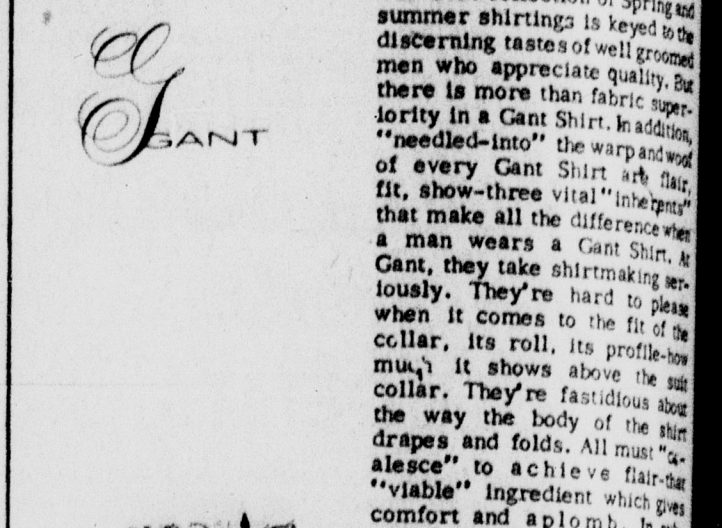 G
GANT
of Spring and
summer shirtings is keyed to the
discerning tastes of well groomed
men who appreciate quality. But
there is more than fabric super-
iority in a Gant Shirt. In addition,
"needled-into" the warp and woof
of every Gant Shirt are flair,
fit, show-three vital "inherents"
that make all the difference when
a man wears a Gant Shirt. At
Gant, they take shirtmaking ser-
iously. They're hard to please
when it comes to the fit of the
collar, its roll, its profile-how
much it shows above the suit
collar. They're fastidious about
the way the body of the shirt
drapes and folds. All must "co-
alesce" to achieve flair-that
"viable" ingredient which gives
comfort and aplomb